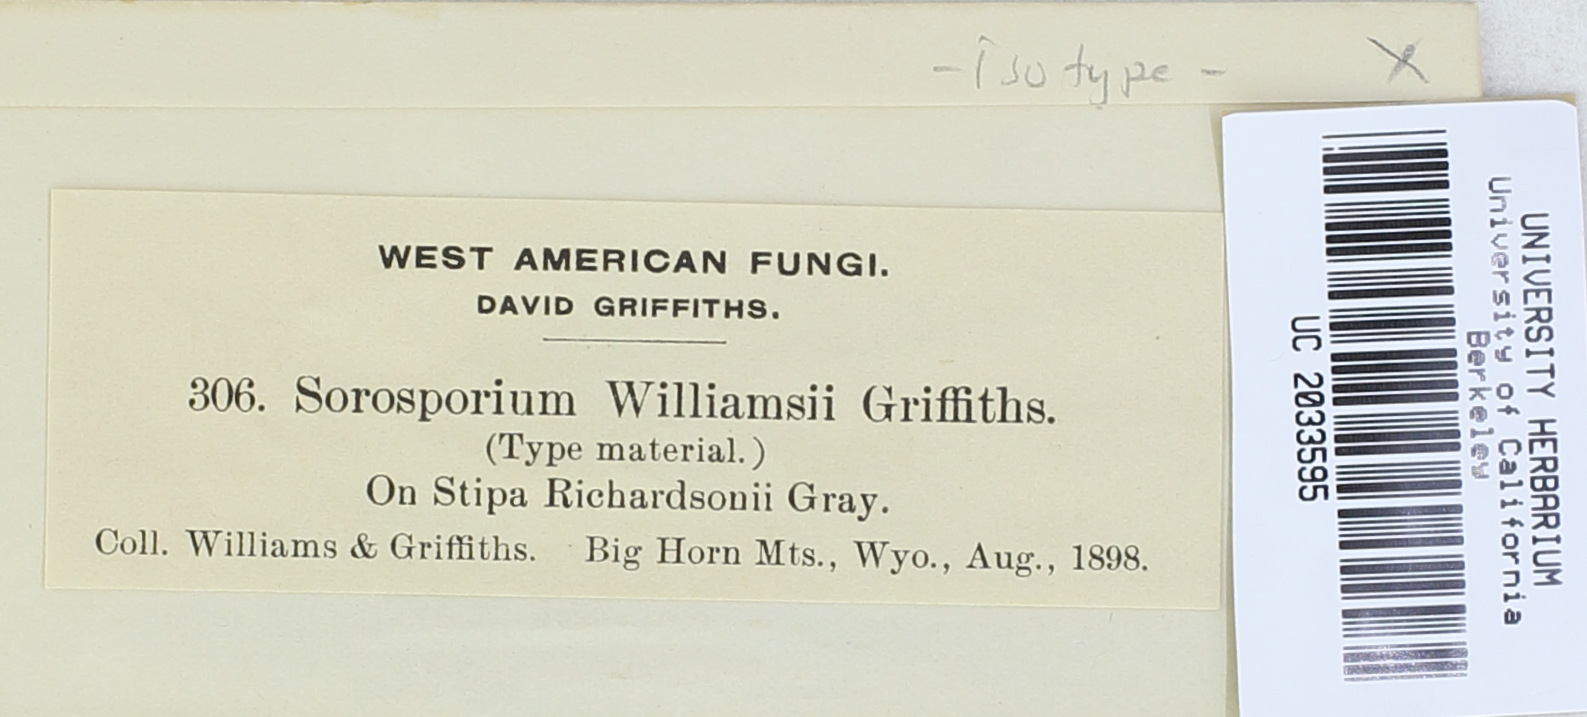 - Isotype - X
WEST AMERICAN FUNGI.
DAVID GRIFFITHS.
306. Sorosporium Williamsii Griffiths.
(Type material.)
On Stipa Richardsonii Gray.
Coll. Williams & Griffiths. Big Horn Mts., Wyo., Aug., 1898.
UNIVERSITY HERBARIUM
University of California
Berkeley
UC 2033595